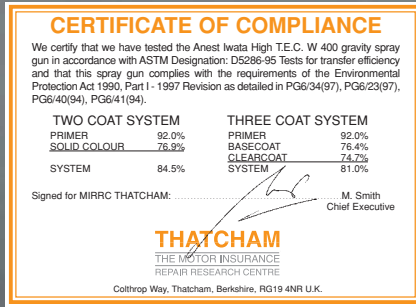 CERTIFICATE OF COMPLIANCE
We certify that we have tested the Anest Iwata High T.E.C. W 400 gravity spray
gun in accordance with ASTM Designation: D5286-95 Tests for transfer efficiency
and that this spray gun complies with the requirements of the Environmental
Protection Act 1990, Part I - 1997 Revision as detailed in PG6/34(97), PG6/23(97),
PG6/40(94), PG6/41(94).
TWO COAT SYSTEM
PRIMER 92.0%
SOLID COLOUR 76.9%
SYSTEM 84.5%
THREE COAT SYSTEM
PRIMER 92.0%
BASECOAT 76.4%
CLEARCOAT 74.7%
SYSTEM 81.0%
Signed for MIRRC THATCHAM: M. Smith
Chief Executive
THATCHAM
THE MOTOR INSURANCE
REPAIR RESEARCH CENTRE
Colthrop Way, Thatcham, Berkshire, RG19 4NR U.K.